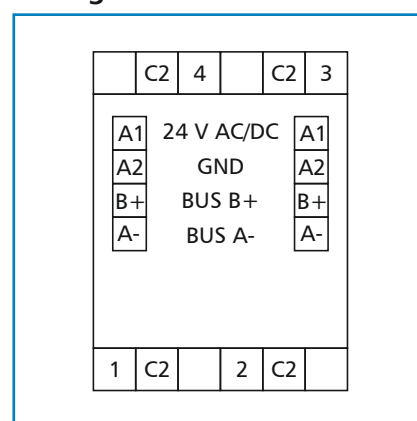 C2 4 C2 3
A1 24 V AC/DC A1
A2 GND A2
B+ BUS B+ B+
A- BUS A- A-
1 C2 2 C2